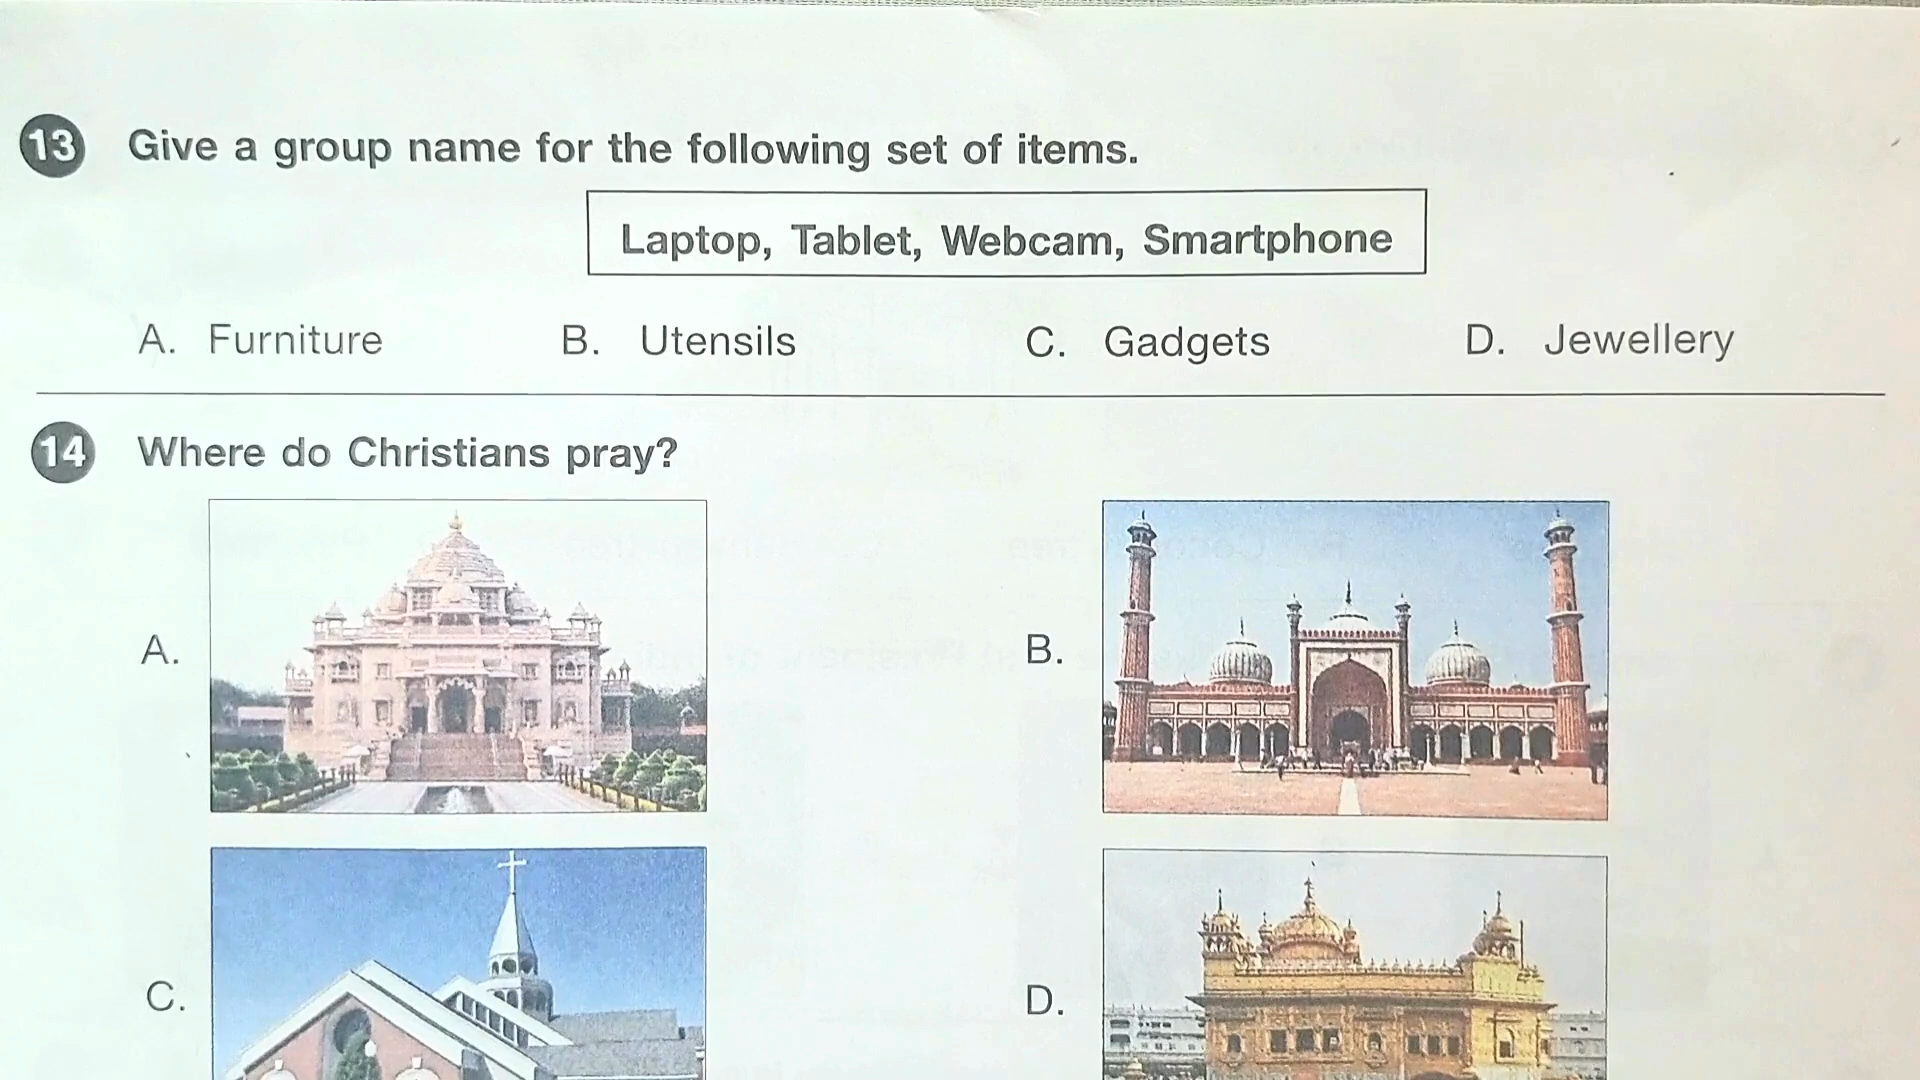 13 Give a group name for the following set of items.
Laptop, Tablet, Webcam, Smartphone
A. Furniture B. Utensils C. Gadgets D. Jewellery
14 Where do Christians pray?
A. B.
C. D.